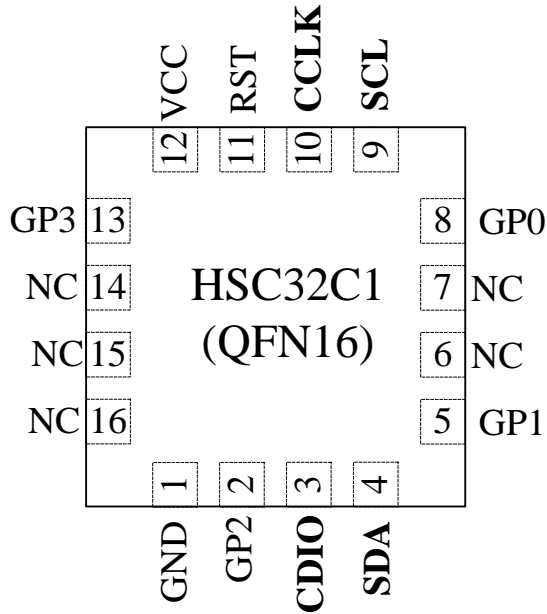 VCC RST CCLK SCL
12 11 10 9
GP3 13 8 GP0
NC 14 7 NC
HSC32C1
(QFN16)
NC 15 6 NC
NC 16 5 GP1
1 2 3 4
GND GP2 CDIO SDA